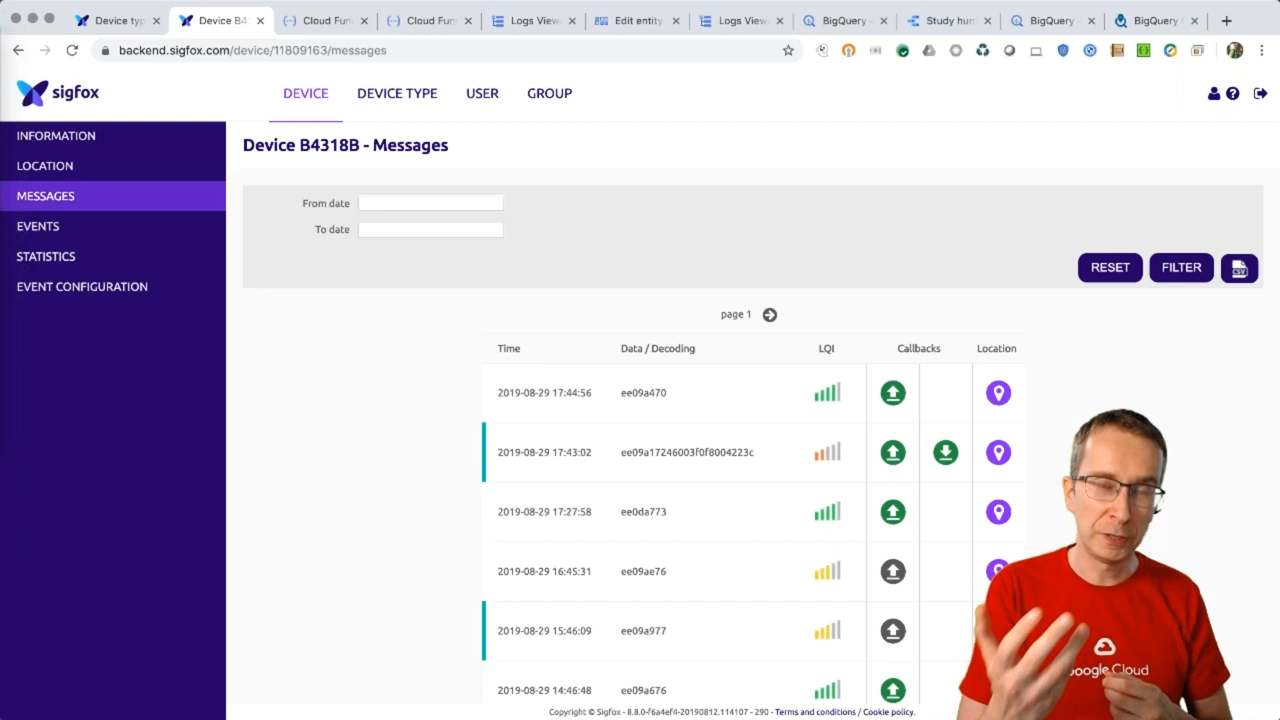 Device typ
Device B4
Cloud Fun
Cloud Fun
Logs View
Edit entity
Logs View
BigQuery -
Study hum
BigQuery -
BigQuery
backend.sigfox.com/device/11809163/messages
sigfox
DEVICE
DEVICE TYPE
USER
GROUP
INFORMATION
LOCATION
MESSAGES
EVENTS
STATISTICS
EVENT CONFIGURATION
Device B4318B - Messages
From date
To date
RESET
FILTER
CSV
page 1
Time Data / Decoding LQI Callbacks Location
2019-08-29 17:44:56 ee09a470
2019-08-29 17:43:02 ee09a17246003f0f8004223c
2019-08-29 17:27:58 ee0da773
2019-08-29 16:45:31 ee09ae76
2019-08-29 15:46:09 ee09a977
2019-08-29 14:46:48 ee09a676
Google Cloud
Copyright © Sigfox - 8.8.0-f6a4ef4-20190812.114107 - 290 - Terms and conditions / Cookie policy.